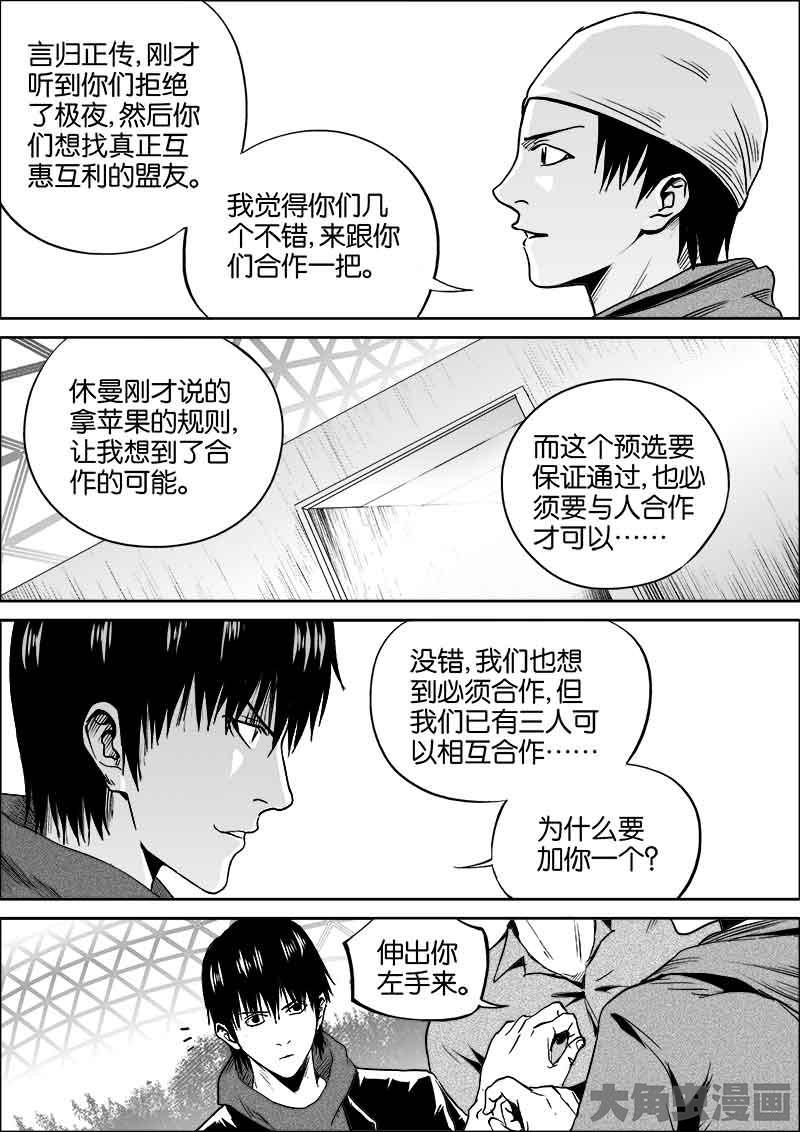 言归正传，刚才
听到你们拒绝
了极夜，然后你
们想找真正互
惠互利的盟友。
我觉得你们几
个不错，来跟你
们合作一把。
休曼刚才说的
拿苹果的规则，
让我想到了合
作的可能。
而这个预选要
保证通过，也必
须要与人合作
才可以……
没错，我们也想
到必须合作，但
我们已有三人可
以相互合作……
为什么要
加你一个？
伸出你
左手来。
大角虫漫画